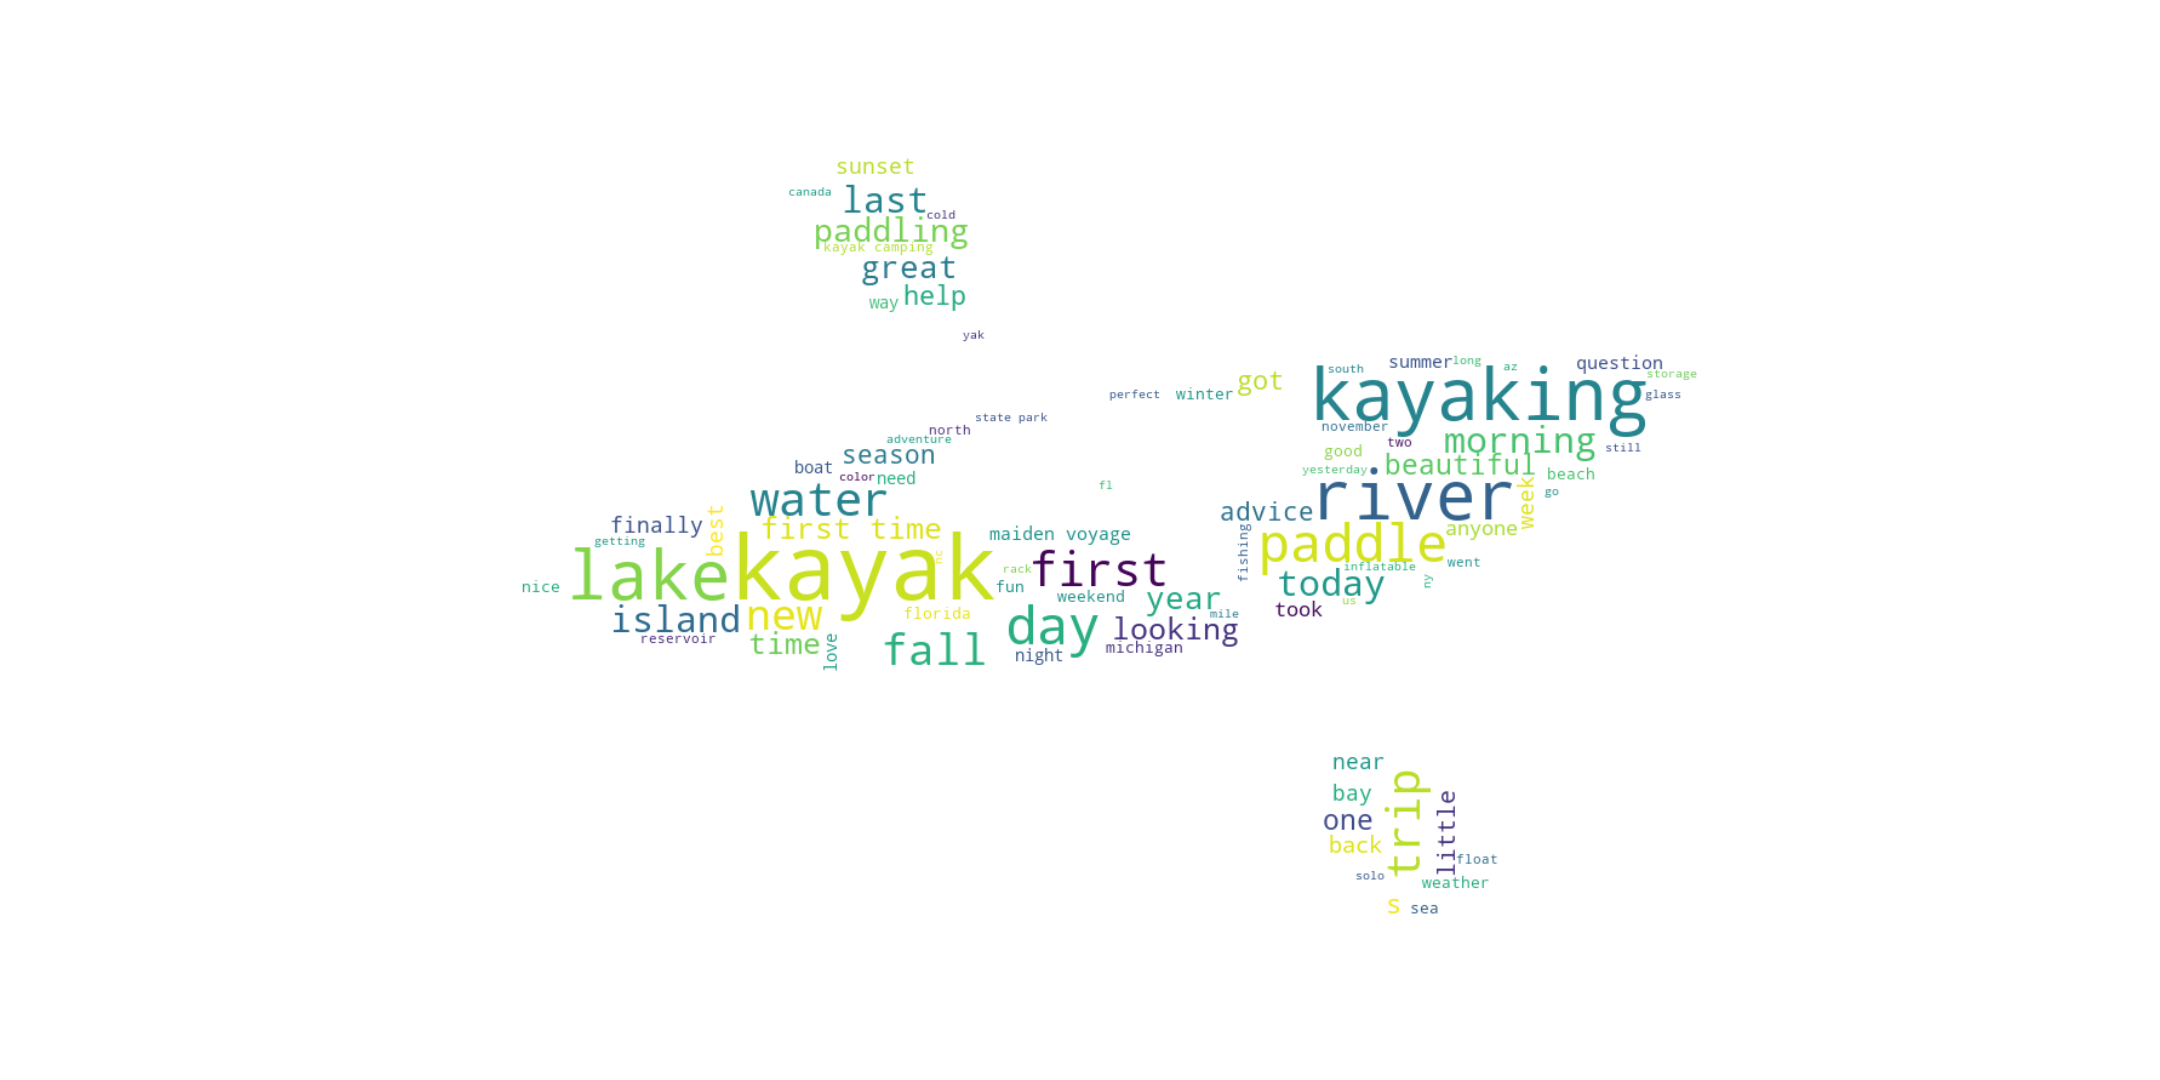 sunset
canada
last
cold
paddling
kayak camping
great
way help
yak
summer long
az
question
south
storage
got
kayaking
perfect
winter
glass
state park
november
north
adventure
two
morning
still
season
good
boat
yesterday
beautiful
beach
color need
fl
go
water
river
week
advice
finally
best
first time
maiden voyage
fishing
paddle
anyone
getting
nc
went
lake
kayak
rack
first
inflatable
nice
fun
today
ny
weekend
year
us
island
new
florida
day
mile
took
looking
reservoir
time
love
fall
night
michigan
near
bay
trip
little
one
back
float
solo
weather
s
sea